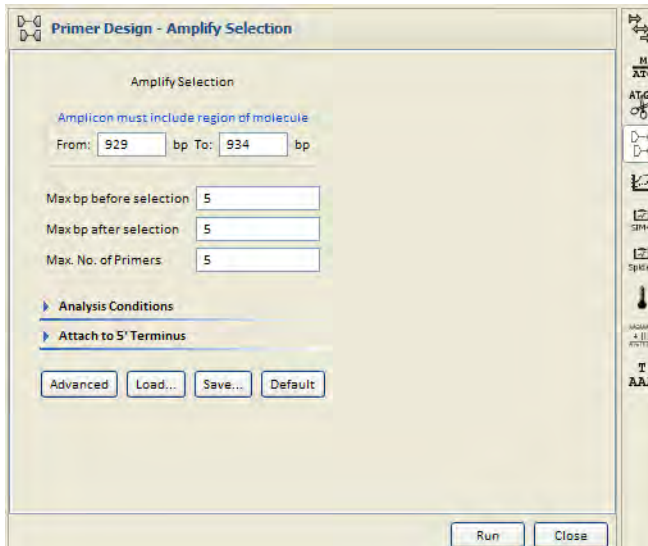 Primer Design - Amplify Selection
Amplify Selection
Amplicon must include region of molecule
From: 929 bp To: 934 bp
Max bp before selection 5
Max bp after selection 5
Max. No. of Primers 5
Analysis Conditions
Attach to 5' Terminus
Advanced Load... Save... Default
Run Close